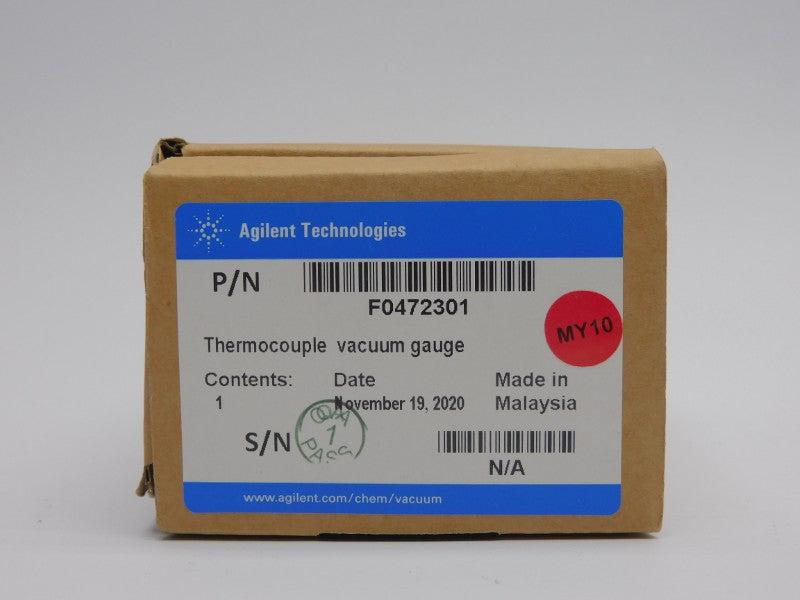 Agilent Technologies
P/N
F0472301
MY10
Thermocouple vacuum gauge
Contents: Date Made in
1 November 19, 2020 Malaysia
QA
1
PASS
S/N
N/A
www.agilent.com/chem/vacuum